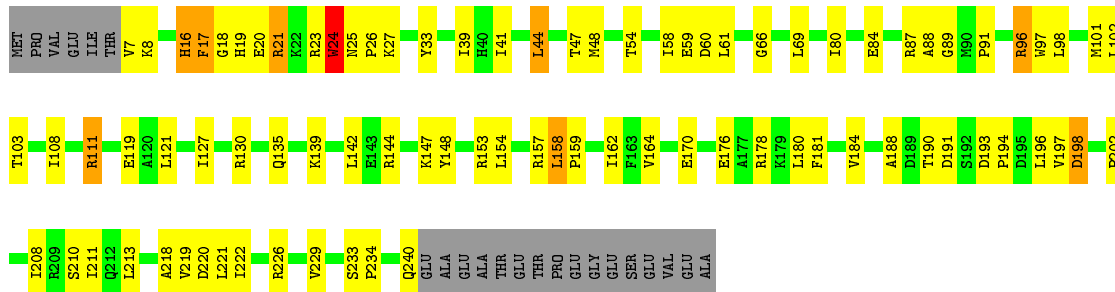 MET PRO VAL GLU ILE THR V7 K8 H16 F17 G18 H19 E20 R21 K22 R23 W24 N25 P26 K27 Y33 I39 H40 I41 L44 T47 M48 T54 I58 E59 D60 L61 G66 L69 I80 E84 R87 A88 G89 M90 P91 R96 W97 L98 M101
T103 I108 R111 E119 A120 L121 I127 R130 Q135 K139 L142 E143 R144 K147 Y148 R153 L154 R157 L158 P159 I162 F163 V164 E170 E176 A177 R178 K179 L180 F181 V184 A188 D189 T190 D191 S192 D193 P194 D195 L196 V197 D198
I208 R209 S210 I211 Q212 L213 A218 V219 D220 L221 I222 R226 V229 S233 P234 Q240 GLU ALA GLU ALA THR GLU THR PRO GLU GLY GLU SER GLU VAL VAL GLU ALA